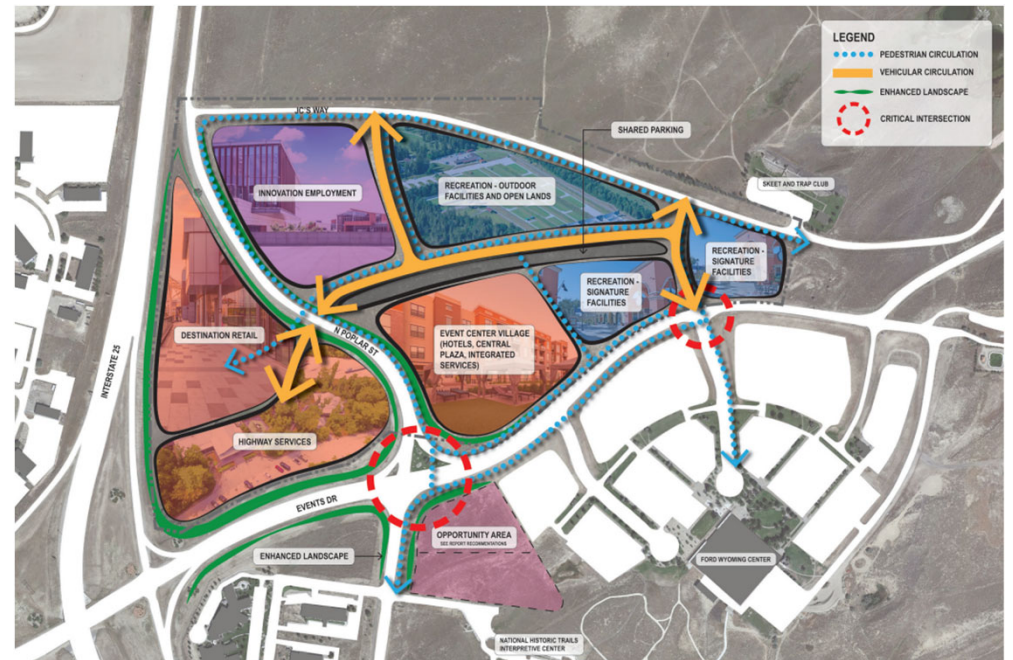 LEGEND
PEDESTRIAN CIRCULATION
VEHICULAR CIRCULATION
ENHANCED LANDSCAPE
CRITICAL INTERSECTION
JC'S WAY
SHARED PARKING
SKEET AND TRAP CLUB
INNOVATION EMPLOYMENT
RECREATION - OUTDOOR
FACILITIES AND OPEN LANDS
RECREATION -
SIGNATURE
FACILITIES
RECREATION -
SIGNATURE
FACILITIES
DESTINATION RETAIL
N POPLAR ST
EVENT CENTER VILLAGE
(HOTELS, CENTRAL
PLAZA, INTEGRATED
SERVICES)
INTERSTATE 25
HIGHWAY SERVICES
EVENTS DR
OPPORTUNITY AREA
SEE REPORT RECOMMENDATIONS
ENHANCED LANDSCAPE
FORD WYOMING CENTER
NATIONAL HISTORIC TRAILS
INTERPRETIVE CENTER